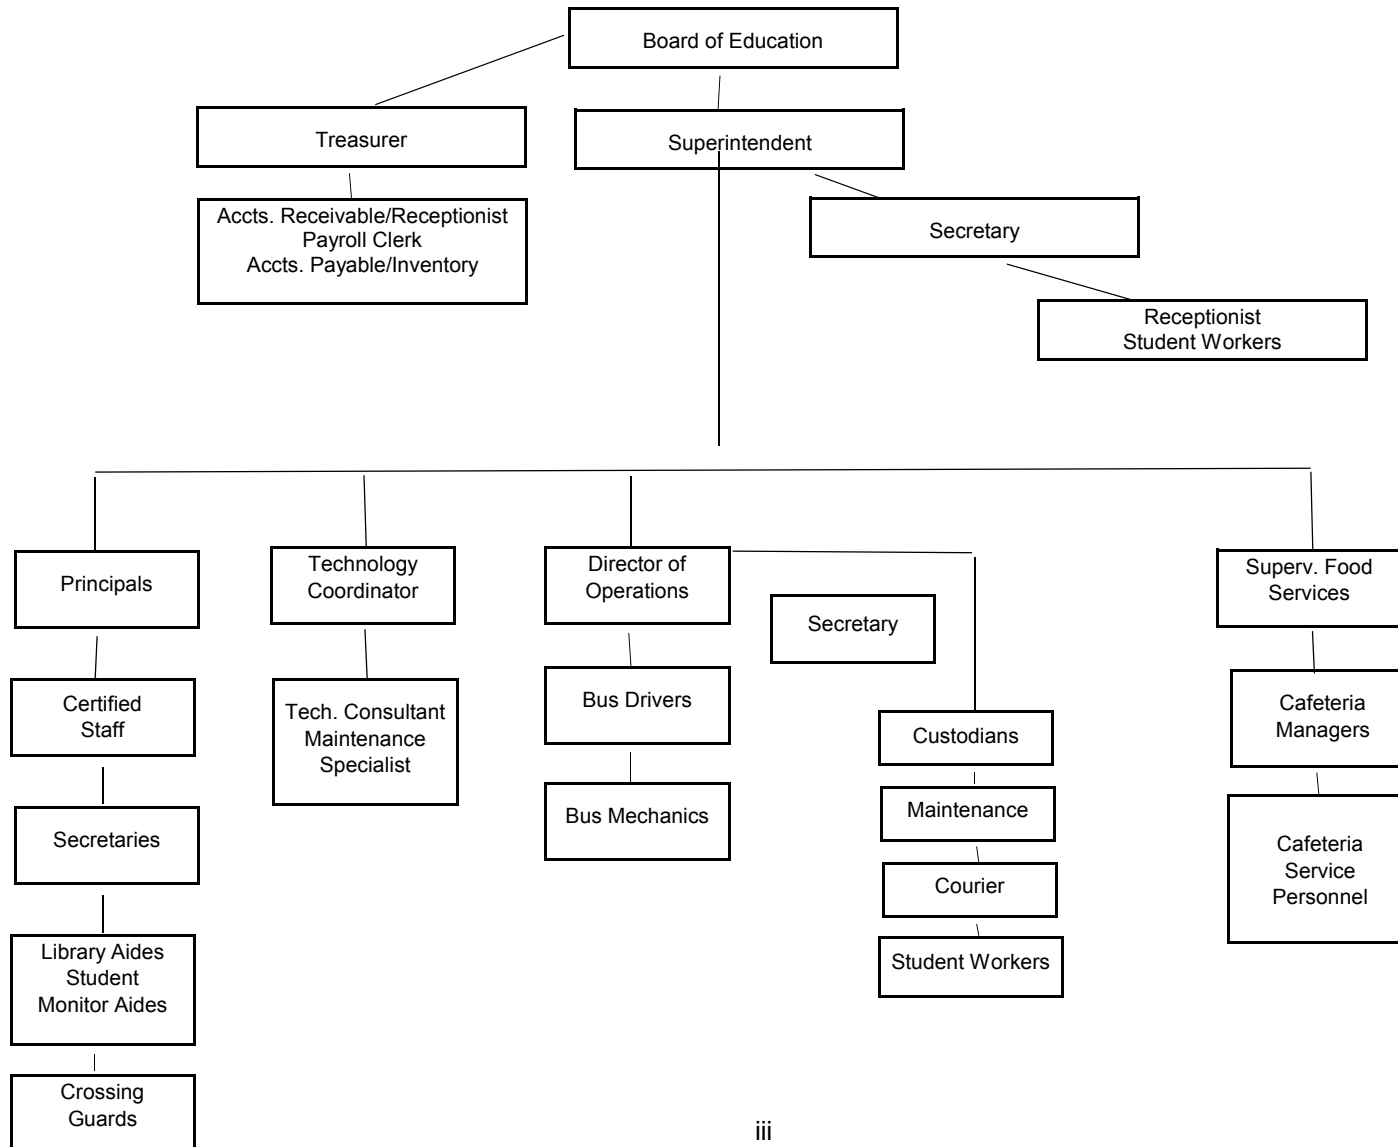 Board of Education
Treasurer
Superintendent
Accts. Receivable/Receptionist
Payroll Clerk
Accts. Payable/Inventory
Secretary
Receptionist
Student Workers
Principals
Technology
Coordinator
Director of
Operations
Secretary
Superv. Food
Services
Certified
Staff
Tech. Consultant
Maintenance
Specialist
Bus Drivers
Custodians
Cafeteria
Managers
Secretaries
Bus Mechanics
Maintenance
Cafeteria
Service
Personnel
Courier
Library Aides
Student
Monitor Aides
Student Workers
Crossing
Guards
iii